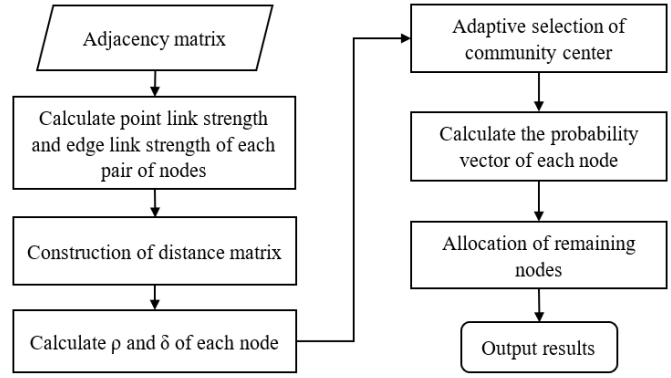 Adjacency matrix
Calculate point link strength
and edge link strength of each
pair of nodes
Construction of distance matrix
Calculate ρ and δ of each node
Adaptive selection of
community center
Calculate the probability
vector of each node
Allocation of remaining
nodes
Output results